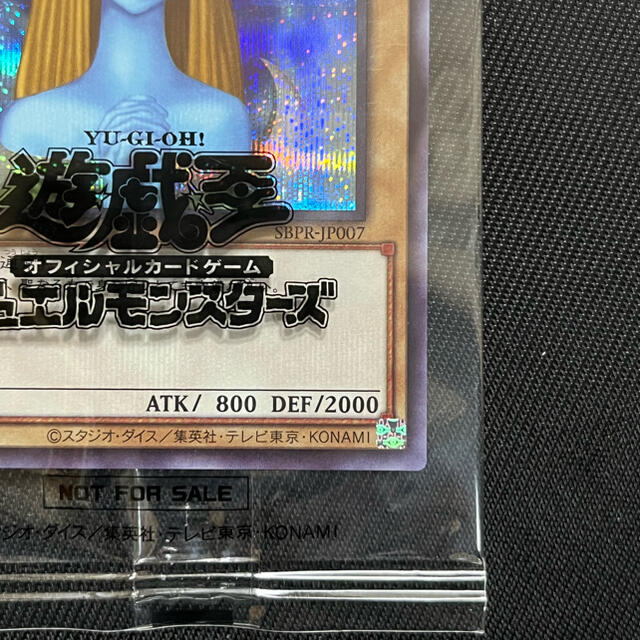 YU-GI-OH!
遊戯王
SBPR-JP007
オフィシャルカードゲーム
デュエルモンスターズ
ATK/ 800 DEF/2000
©スタジオ・ダイス/集英社・テレビ東京・KONAMI
NOT FOR SALE
ジオ・ダイス/集英社・テレビ東京・KONAMI